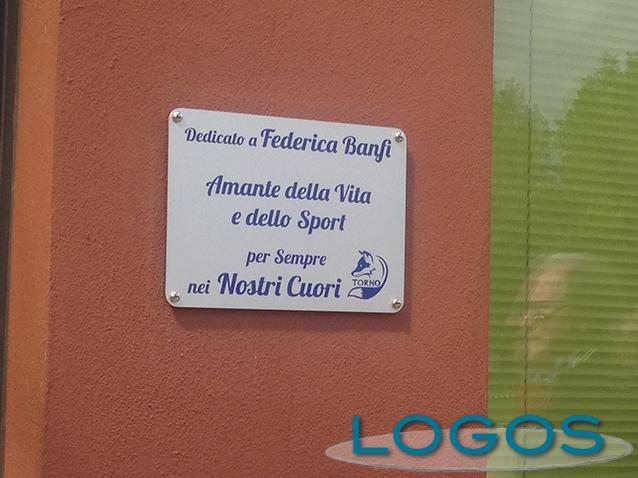 Dedicato a Federica Banfi
Amante della Vita
e dello Sport
per Sempre
nei Nostri Cuori
TORNO
LOGOS